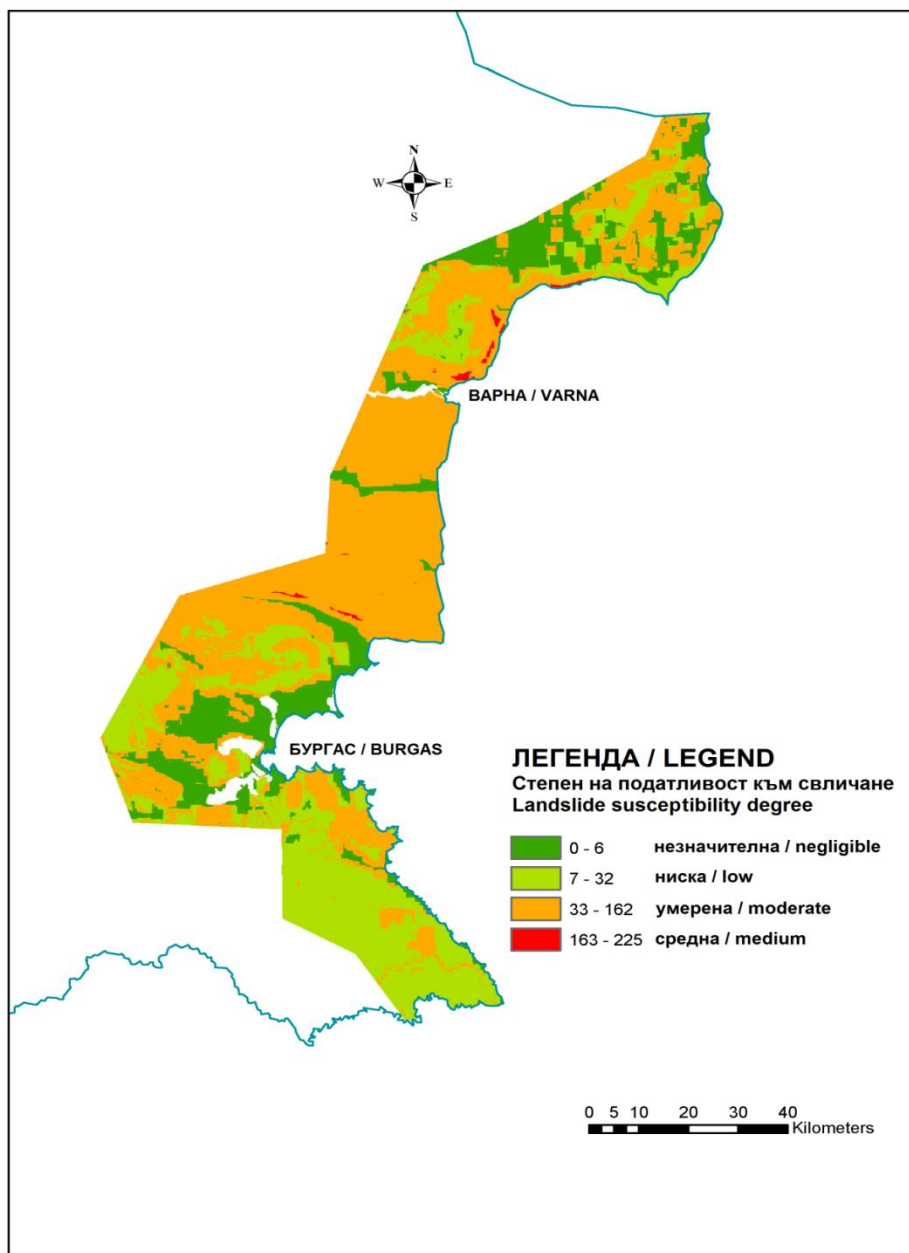 N
W E
S
ВАРНА / VARNA
БУРГАС / BURGAS
ЛЕГЕНДА / LEGEND
Степен на податливост към свличане
Landslide susceptibility degree
0 - 6 незначителна / negligible
7 - 32 ниска / low
33 - 162 умерена / moderate
163 - 225 средна / medium
0 5 10 20 30 40
Kilometers